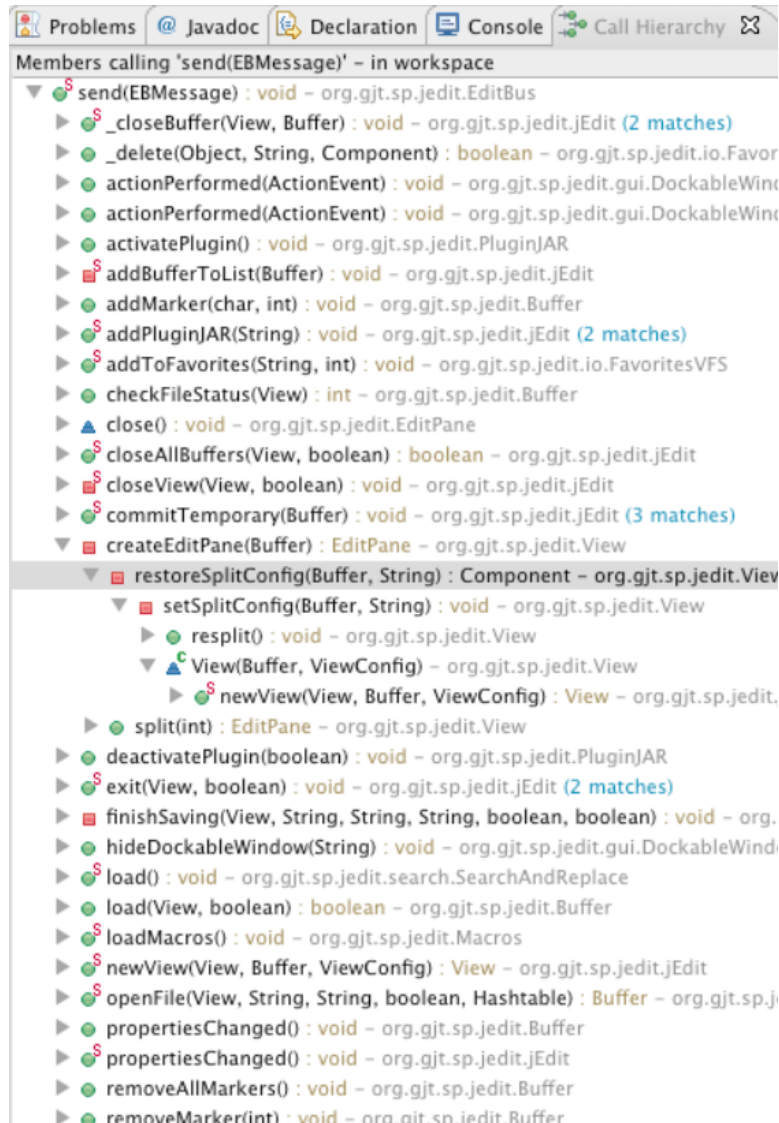 Problems @ Javadoc Declaration Console Call Hierarchy
Members calling 'send(EBMessage)' – in workspace
send(EBMessage) : void – org.gjt.sp.jedit.EditBus
_closeBuffer(View, Buffer) : void – org.gjt.sp.jedit.jEdit (2 matches)
_delete(Object, String, Component) : boolean – org.gjt.sp.jedit.io.Favor
actionPerformed(ActionEvent) : void – org.gjt.sp.jedit.gui.DockableWind
actionPerformed(ActionEvent) : void – org.gjt.sp.jedit.gui.DockableWind
activatePlugin() : void – org.gjt.sp.jedit.PluginJAR
addBufferToList(Buffer) : void – org.gjt.sp.jedit.jEdit
addMarker(char, int) : void – org.gjt.sp.jedit.Buffer
addPluginJAR(String) : void – org.gjt.sp.jedit.jEdit (2 matches)
addToFavorites(String, int) : void – org.gjt.sp.jedit.io.FavoritesVFS
checkFileStatus(View) : int – org.gjt.sp.jedit.Buffer
close() : void – org.gjt.sp.jedit.EditPane
closeAllBuffers(View, boolean) : boolean – org.gjt.sp.jedit.jEdit
closeView(View, boolean) : void – org.gjt.sp.jedit.jEdit
commitTemporary(Buffer) : void – org.gjt.sp.jedit.jEdit (3 matches)
createEditPane(Buffer) : EditPane – org.gjt.sp.jedit.View
restoreSplitConfig(Buffer, String) : Component – org.gjt.sp.jedit.View
setSplitConfig(Buffer, String) : void – org.gjt.sp.jedit.View
resplit() : void – org.gjt.sp.jedit.View
View(Buffer, ViewConfig) – org.gjt.sp.jedit.View
newView(View, Buffer, ViewConfig) : View – org.gjt.sp.jedit.
split(int) : EditPane – org.gjt.sp.jedit.View
deactivatePlugin(boolean) : void – org.gjt.sp.jedit.PluginJAR
exit(View, boolean) : void – org.gjt.sp.jedit.jEdit (2 matches)
finishSaving(View, String, String, String, boolean, boolean) : void – org.
hideDockableWindow(String) : void – org.gjt.sp.jedit.gui.DockableWind
load() : void – org.gjt.sp.jedit.search.SearchAndReplace
load(View, boolean) : boolean – org.gjt.sp.jedit.Buffer
loadMacros() : void – org.gjt.sp.jedit.Macros
newView(View, Buffer, ViewConfig) : View – org.gjt.sp.jedit.jEdit
openFile(View, String, String, boolean, Hashtable) : Buffer – org.gjt.sp.j
propertiesChanged() : void – org.gjt.sp.jedit.Buffer
propertiesChanged() : void – org.gjt.sp.jedit.jEdit
removeAllMarkers() : void – org.gjt.sp.jedit.Buffer
removeMarker(int) : void – org.gjt.sp.jedit.Buffer